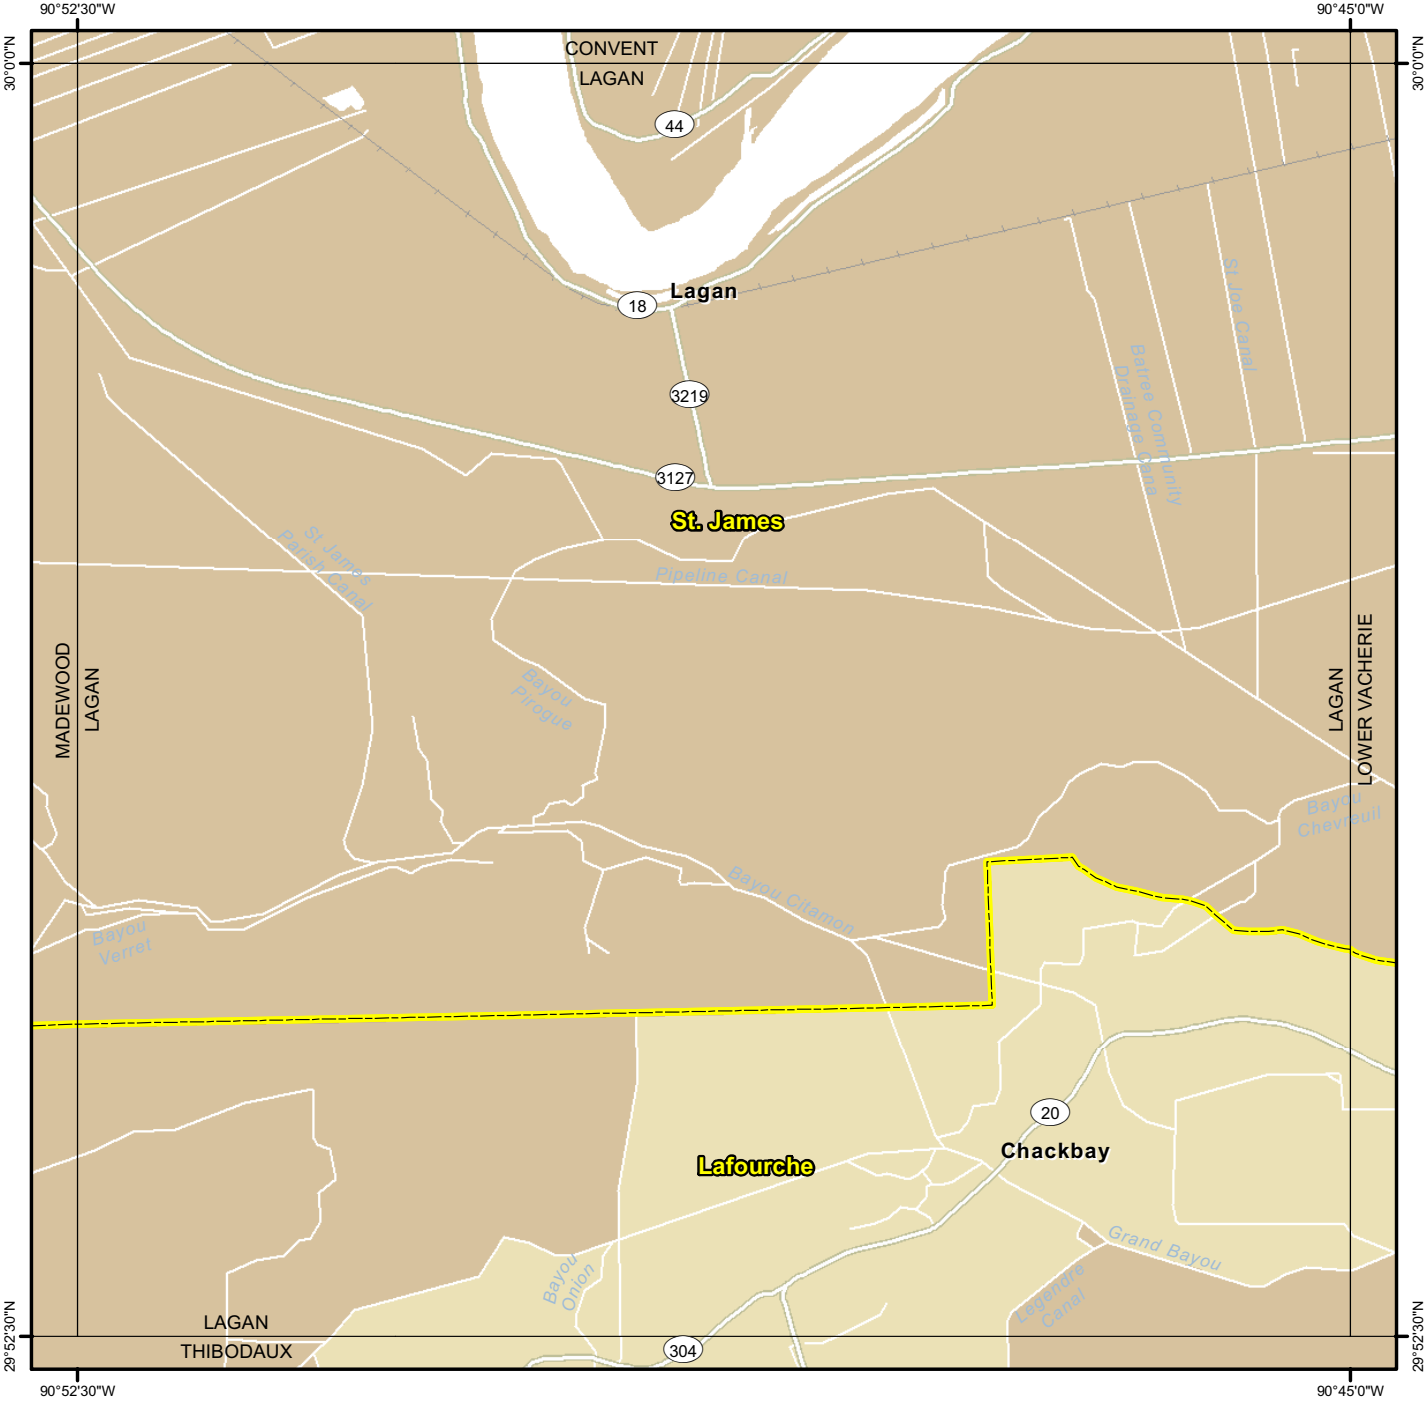 90°52'30"W
90°45'0"W
30°0'0"N
30°0'0"N
CONVENT
LAGAN
44
Lagan
18
St Joe Canal
3219
Batree Community
Drainage Cana
3127
St. James
St James
Parish Canal
Pipeline Canal
MADEWOOD
LAGAN
LAGAN
LOWER VACHERIE
Bayou
Pirogue
Bayou
Chevreuil
Bayou Citamon
Bayou
Verret
20
Chackbay
Lafourche
Grand Bayou
Bayou
Onion
Legendre
Canal
LAGAN
THIBODAUX
304
29°52'30"N
29°52'30"N
90°52'30"W
90°45'0"W